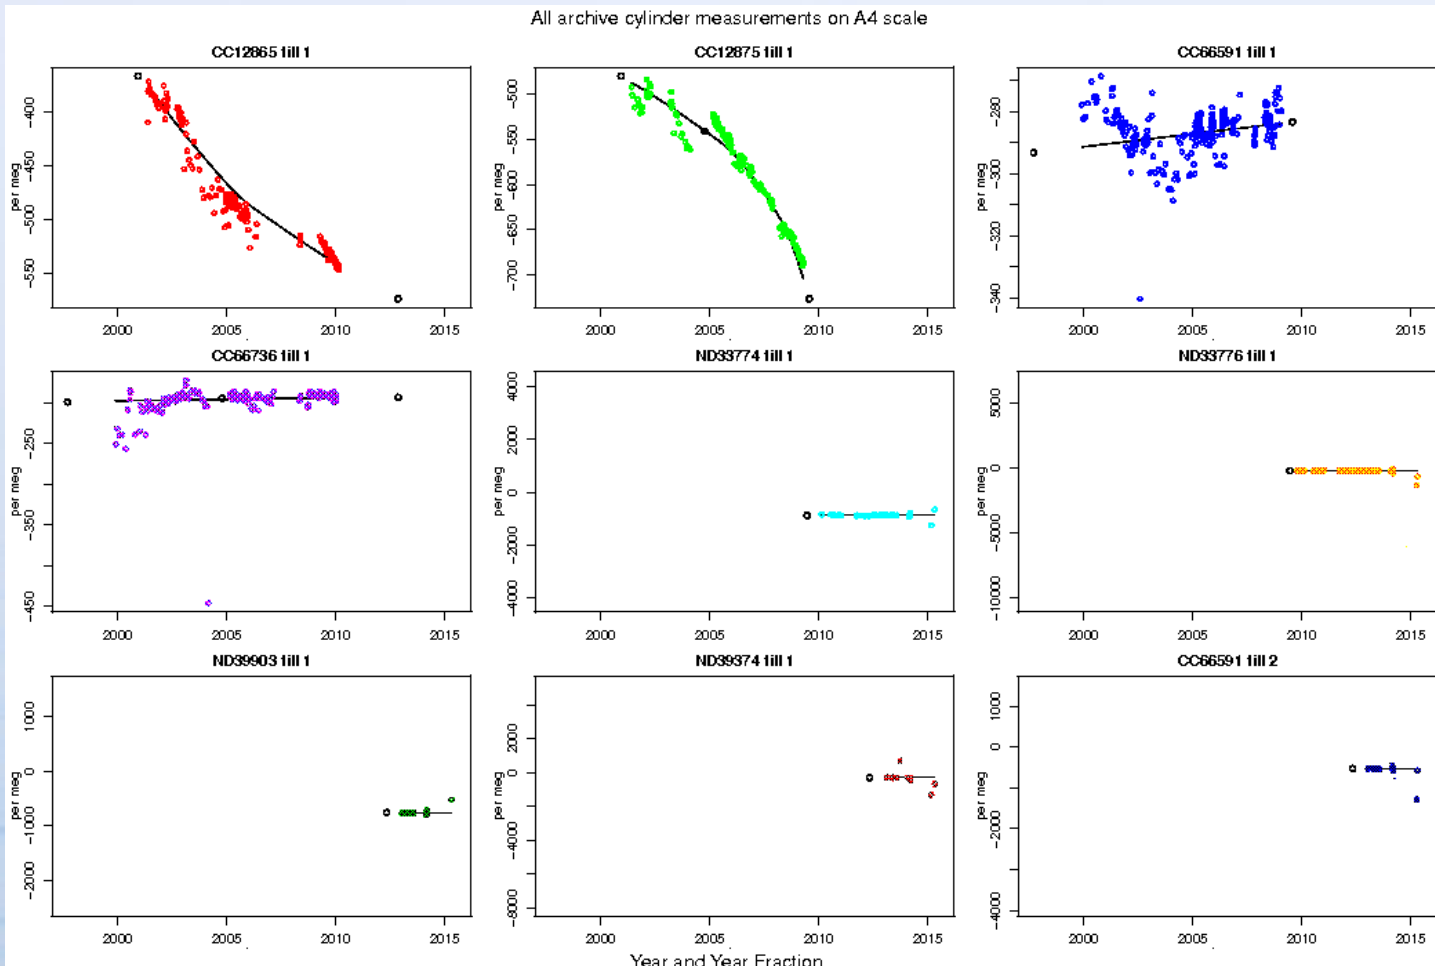 All archive cylinder measurements on A4 scale
CC12865 fill 1
CC12875 fill 1
CC66591 fill 1
per meg
−400
−450
−500
−550
2000 2005 2010 2015
per meg
−500
−550
−600
−650
−700
2000 2005 2010 2015
per meg
−280
−300
−320
−340
2000 2005 2010 2015
CC66736 fill 1
ND33774 fill 1
ND33776 fill 1
per meg
−250
−350
−450
2000 2005 2010 2015
per meg
4000
2000
0
−2000
−4000
2000 2005 2010 2015
per meg
5000
0
−5000
−10000
2000 2005 2010 2015
ND39903 fill 1
ND39374 fill 1
CC66591 fill 2
per meg
1000
0
−1000
−2000
2000 2005 2010 2015
per meg
2000
0
−4000
−8000
2000 2005 2010 2015
per meg
1000
0
−2000
−4000
2000 2005 2010 2015
Year and Year Fraction